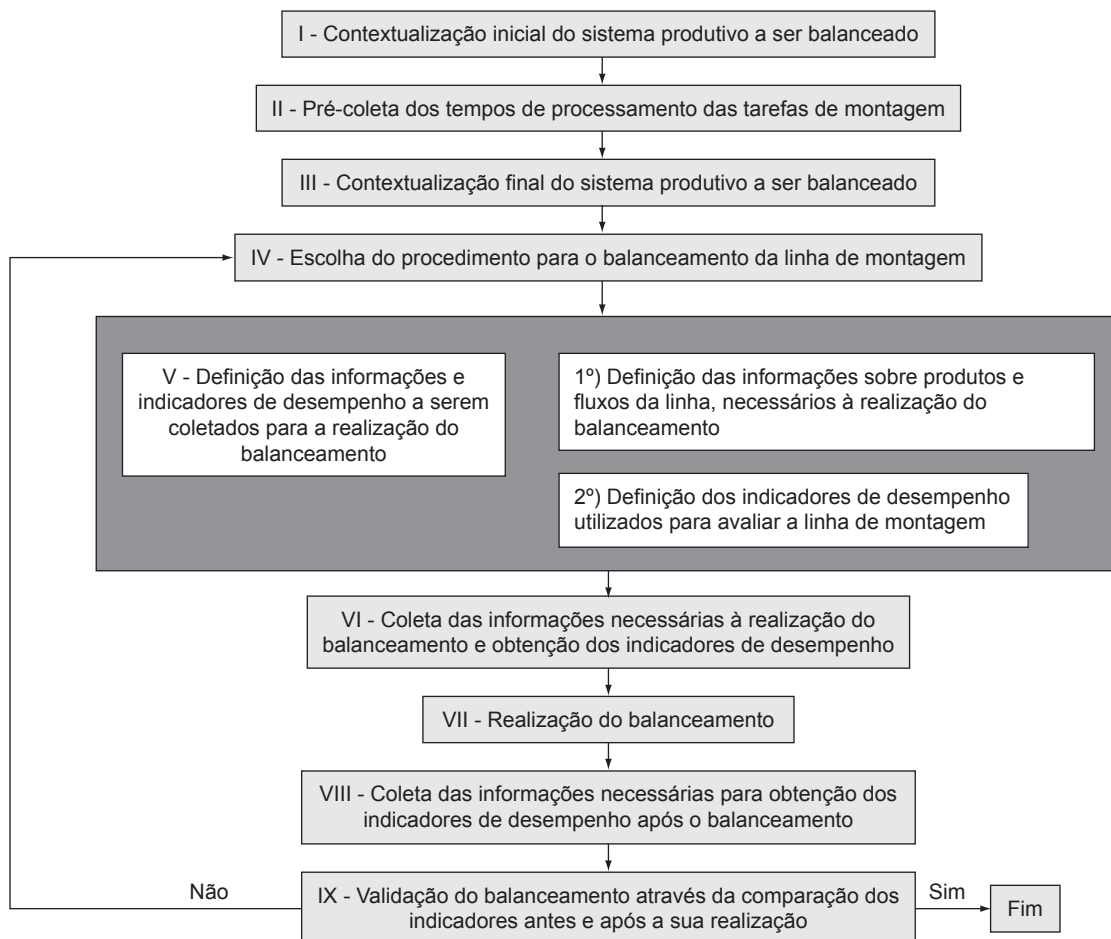 I - Contextualização inicial do sistema produtivo a ser balanceado
II - Pré-coleta dos tempos de processamento das tarefas de montagem
III - Contextualização final do sistema produtivo a ser balanceado
IV - Escolha do procedimento para o balanceamento da linha de montagem
V - Definição das informações e
indicadores de desempenho a serem
coletados para a realização do
balanceamento
1º) Definição das informações sobre produtos e
fluxos da linha, necessários à realização do
balanceamento
2º) Definição dos indicadores de desempenho
utilizados para avaliar a linha de montagem
VI - Coleta das informações necessárias à realização do
balanceamento e obtenção dos indicadores de desempenho
VII - Realização do balanceamento
VIII - Coleta das informações necessárias para obtenção dos
indicadores de desempenho após o balanceamento
Não
IX - Validação do balanceamento através da comparação dos
indicadores antes e após a sua realização
Sim
Fim